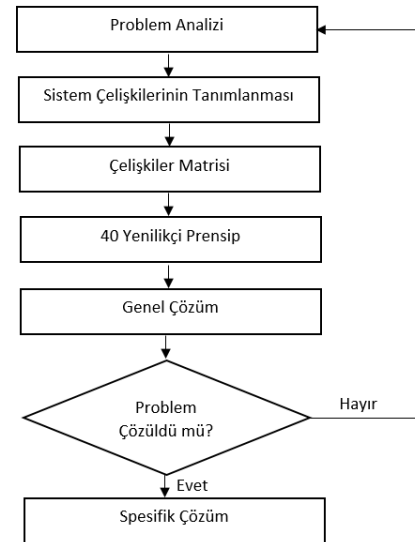 Problem Analizi
Sistem Çelişkilerinin Tanımlanması
Çelişkiler Matrisi
40 Yenilikçi Prensip
Genel Çözüm
Problem
Çözüldü mü?
Hayır
Evet
Spesifik Çözüm